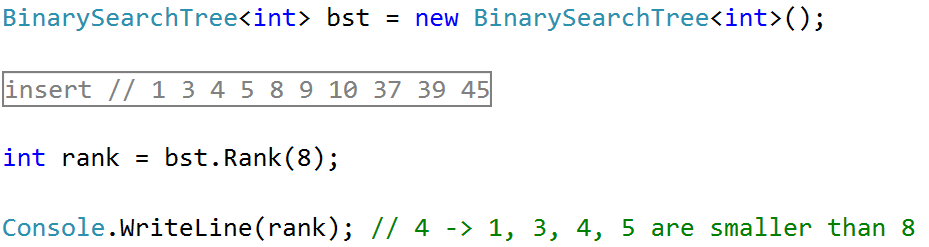 BinarySearchTree<int> bst = new BinarySearchTree<int>();
insert // 1 3 4 5 8 9 10 37 39 45
int rank = bst.Rank(8);
Console.WriteLine(rank); // 4 -> 1, 3, 4, 5 are smaller than 8